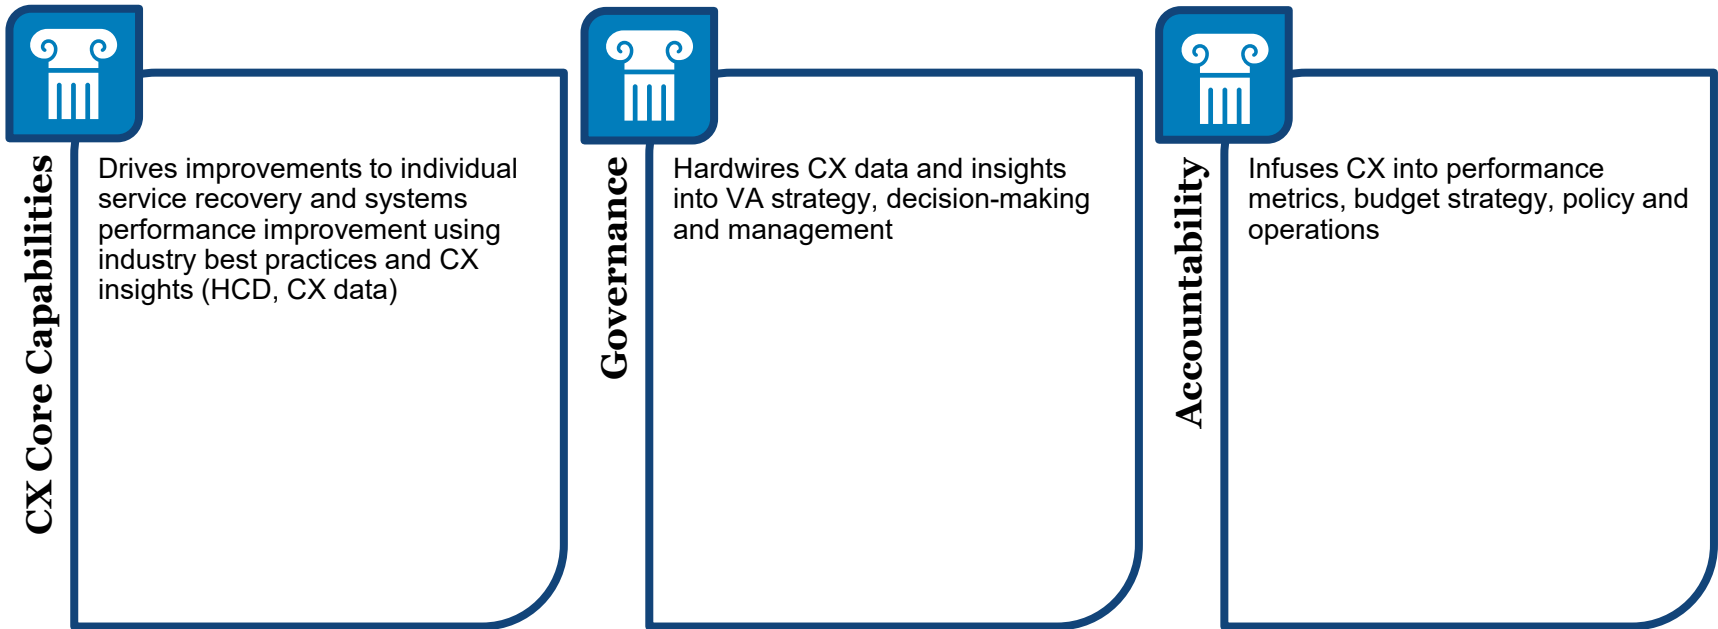 CX Core Capabilities
Drives improvements to individual
service recovery and systems
performance improvement using
industry best practices and CX
insights (HCD, CX data)
Governance
Hardwires CX data and insights
into VA strategy, decision-making
and management
Accountability
Infuses CX into performance
metrics, budget strategy, policy and
operations